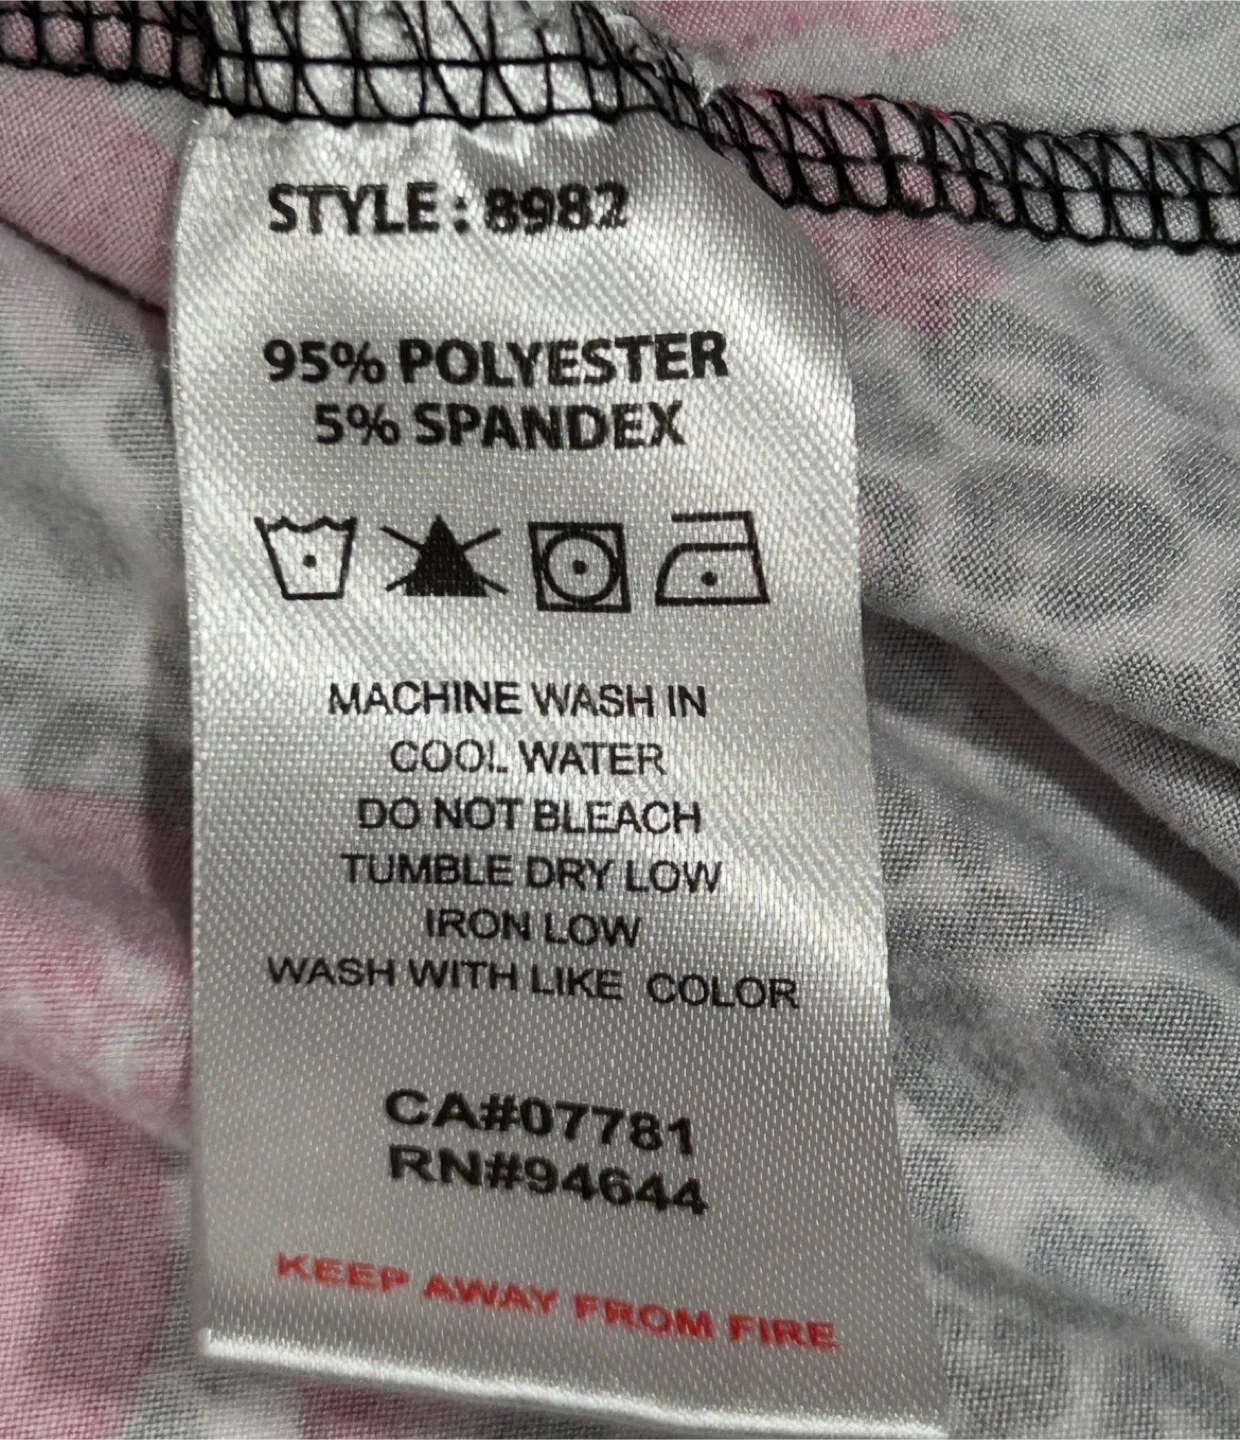 STYLE: 8982
95% POLYESTER
5% SPANDEX
MACHINE WASH IN
COOL WATER
DO NOT BLEACH
TUMBLE DRY LOW
IRON LOW
WASH WITH LIKE COLOR
CA#07781
RN#94644
KEEP AWAY FROM FIRE